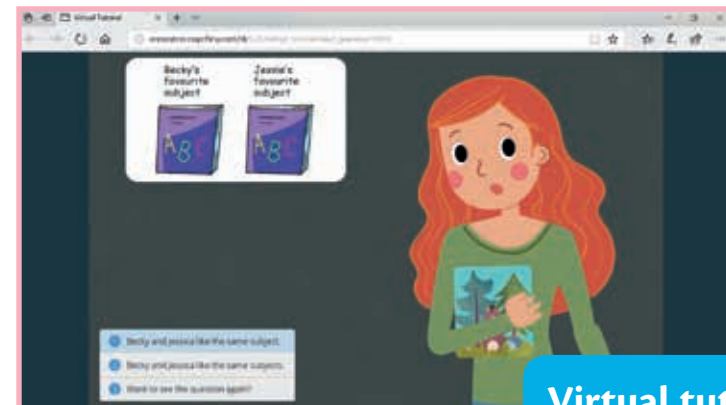 Virtual Tutorial
Becky's Jessie's
favourite favourite
subject subject
ABC ABC
Becky and Jessica like the same subject.
Becky and Jessica like the same subjects.
Want to see the question again?
Virtual tut